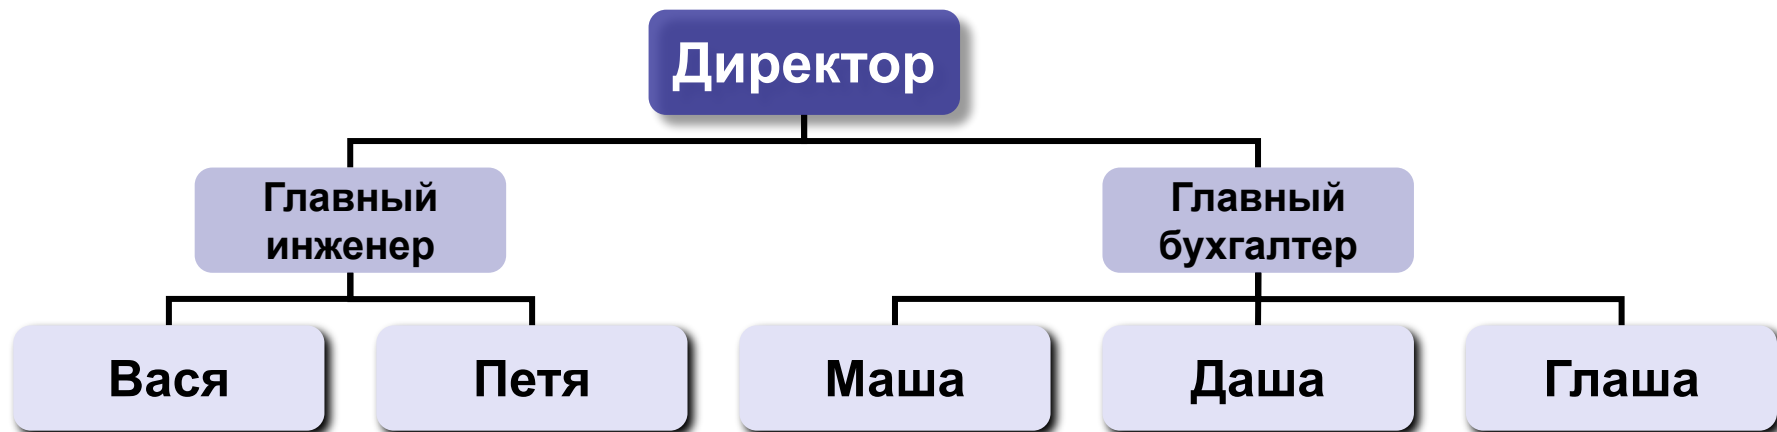 Директор
Главный
инженер
Главный
бухгалтер
Вася
Петя
Маша
Даша
Глаша